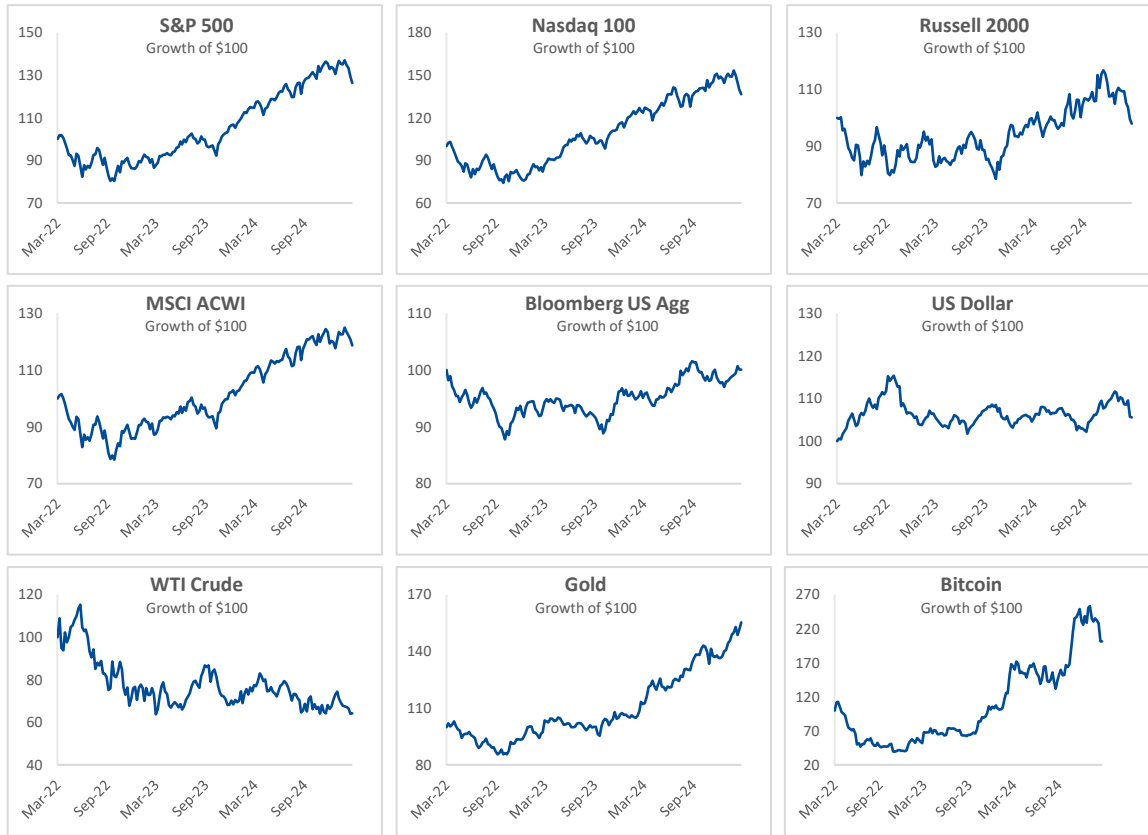 S&P 500
Growth of $100
150
130
110
90
70
Mar-22
Sep-22
Mar-23
Sep-23
Mar-24
Sep-24
Nasdaq 100
Growth of $100
180
150
120
90
60
Mar-22
Sep-22
Mar-23
Sep-23
Mar-24
Sep-24
Russell 2000
Growth of $100
130
110
90
70
Mar-22
Sep-22
Mar-23
Sep-23
Mar-24
Sep-24
MSCI ACWI
Growth of $100
130
110
90
70
Mar-22
Sep-22
Mar-23
Sep-23
Mar-24
Sep-24
Bloomberg US Agg
Growth of $100
110
100
90
80
Mar-22
Sep-22
Mar-23
Sep-23
Mar-24
Sep-24
US Dollar
Growth of $100
130
120
110
100
90
Mar-22
Sep-22
Mar-23
Sep-23
Mar-24
Sep-24
WTI Crude
Growth of $100
120
100
80
60
40
Mar-22
Sep-22
Mar-23
Sep-23
Mar-24
Sep-24
Gold
Growth of $100
170
140
110
80
Mar-22
Sep-22
Mar-23
Sep-23
Mar-24
Sep-24
Bitcoin
Growth of $100
270
220
170
120
70
20
Mar-22
Sep-22
Mar-23
Sep-23
Mar-24
Sep-24